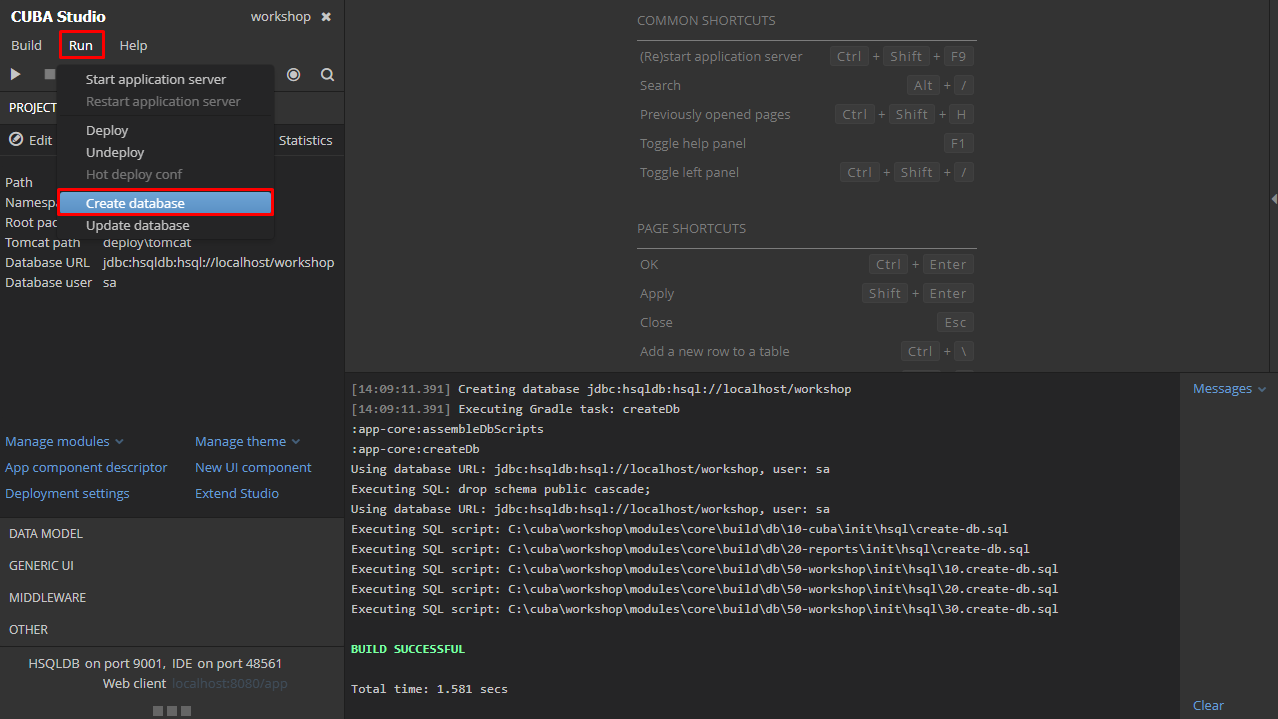 CUBA Studio
workshop ✖
Build Run Help
Start application server
Restart application server
Deploy
Undeploy
Hot deploy conf
Create database
Update database
PROJECT
Edit
Statistics
Path
Namesp
Root pac
Tomcat path deploy\tomcat
Database URL jdbc:hsqldb:hsql://localhost/workshop
Database user sa
Manage modules Manage theme
App component descriptor New UI component
Deployment settings Extend Studio
DATA MODEL
GENERIC UI
MIDDLEWARE
OTHER
HSQLDB on port 9001, IDE on port 48561
Web client localhost:8080/app
COMMON SHORTCUTS
(Re)start application server Ctrl + Shift + F9
Search Alt + /
Previously opened pages Ctrl + Shift + H
Toggle help panel F1
Toggle left panel Ctrl + Shift + /
PAGE SHORTCUTS
OK Ctrl + Enter
Apply Shift + Enter
Close Esc
Add a new row to a table Ctrl + \
[14:09:11.391] Creating database jdbc:hsqldb:hsql://localhost/workshop
[14:09:11.391] Executing Gradle task: createDb
:app-core:assembleDbScripts
:app-core:createDb
Using database URL: jdbc:hsqldb:hsql://localhost/workshop, user: sa
Executing SQL: drop schema public cascade;
Using database URL: jdbc:hsqldb:hsql://localhost/workshop, user: sa
Executing SQL script: C:\cuba\workshop\modules\core\build\db\10-cuba\init\hsql\create-db.sql
Executing SQL script: C:\cuba\workshop\modules\core\build\db\20-reports\init\hsql\create-db.sql
Executing SQL script: C:\cuba\workshop\modules\core\build\db\50-workshop\init\hsql\10.create-db.sql
Executing SQL script: C:\cuba\workshop\modules\core\build\db\50-workshop\init\hsql\20.create-db.sql
Executing SQL script: C:\cuba\workshop\modules\core\build\db\50-workshop\init\hsql\30.create-db.sql
BUILD SUCCESSFUL
Total time: 1.581 secs
Messages
Clear